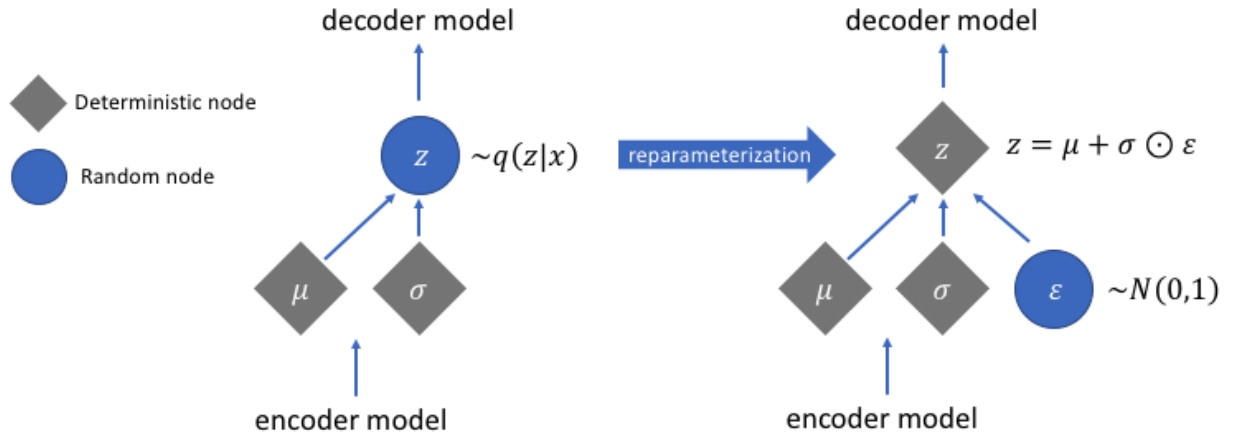 decoder model
decoder model
Deterministic node
Random node
z
~q(z|x)
reparameterization
z
z = μ + σ ⊙ ε
μ
σ
μ
σ
ε
~N(0,1)
encoder model
encoder model